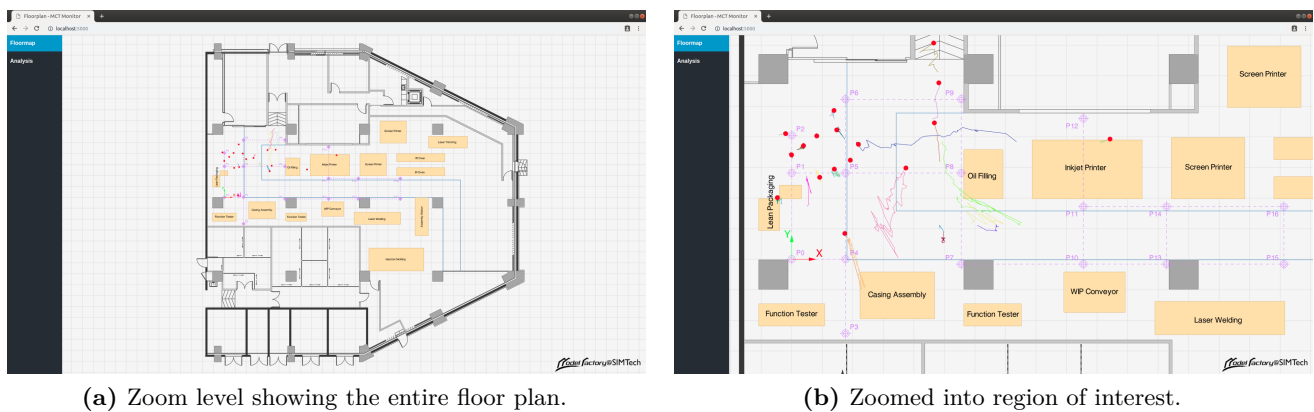 Floorplan - MCT Monitor
localhost:5000
Floormap
Analysis
Screen Printer
Laser Trimming
Oil Filling
Inkjet Printer
Screen Printer
Function Tester
Casing Assembly
Function Tester
WIP Conveyor
Laser Welding
Model Factory@SIMTech
(a) Zoom level showing the entire floor plan.
Floorplan - MCT Monitor
localhost:5000
Floormap
Analysis
Screen Printer
P6
P9
P12
P2
P1
P5
P8
Oil Filling
Inkjet Printer
Screen Printer
Lean Packaging
P11
P14
P16
Y
X
P0
P4
P7
P10
P13
P15
Casing Assembly
WIP Conveyor
Function Tester
Function Tester
Laser Welding
P3
Model Factory@SIMTech
(b) Zoomed into region of interest.